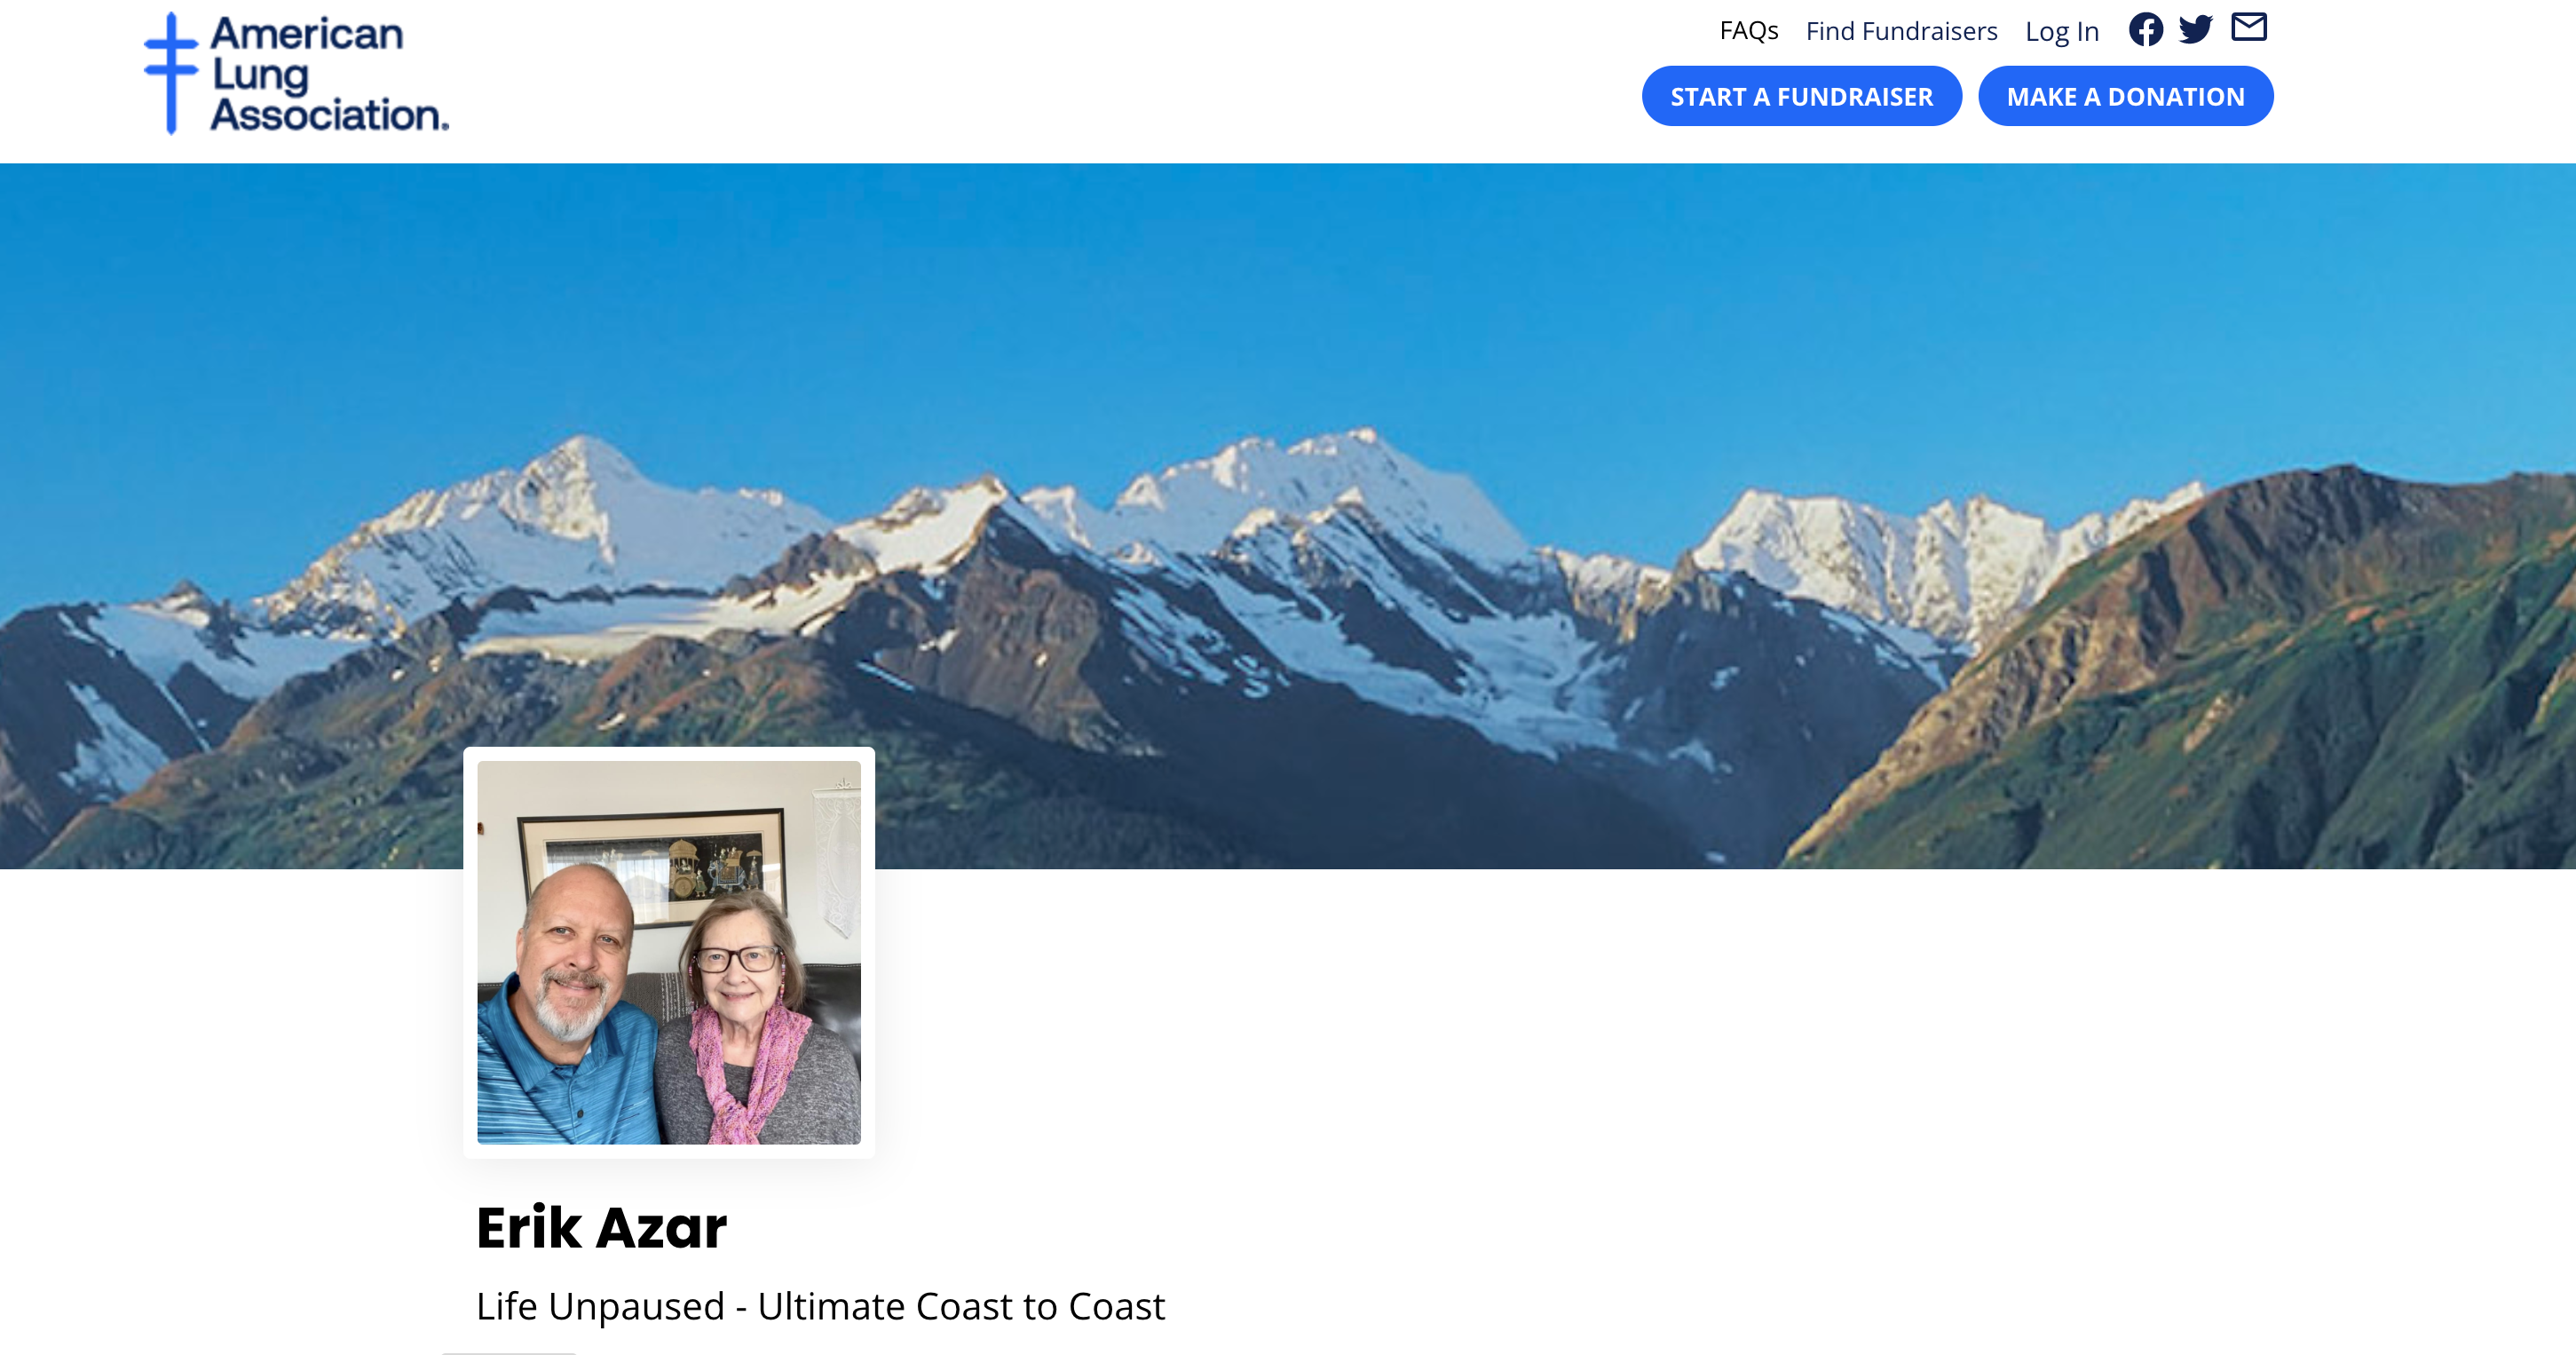 American
Lung
Association.
FAQs Find Fundraisers Log In
START A FUNDRAISER MAKE A DONATION
Erik Azar
Life Unpaused - Ultimate Coast to Coast